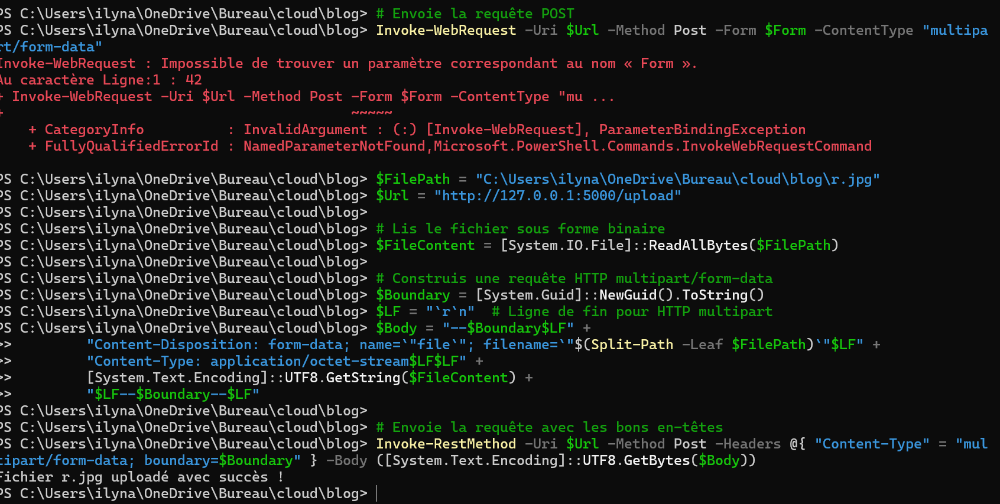 PS C:\Users\ilyna\OneDrive\Bureau\cloud\blog> # Envoie la requête POST
PS C:\Users\ilyna\OneDrive\Bureau\cloud\blog> Invoke-WebRequest -Uri $Url -Method Post -Form $Form -ContentType "multipa
rt/form-data"
Invoke-WebRequest : Impossible de trouver un paramètre correspondant au nom « Form ».
Au caractère Ligne:1 : 42
+ Invoke-WebRequest -Uri $Url -Method Post -Form $Form -ContentType "mu ...
+                                          ~~~~~
    + CategoryInfo          : InvalidArgument : (:) [Invoke-WebRequest], ParameterBindingException
    + FullyQualifiedErrorId : NamedParameterNotFound,Microsoft.PowerShell.Commands.InvokeWebRequestCommand
PS C:\Users\ilyna\OneDrive\Bureau\cloud\blog> $FilePath = "C:\Users\ilyna\OneDrive\Bureau\cloud\blog\r.jpg"
PS C:\Users\ilyna\OneDrive\Bureau\cloud\blog> $Url = "http://127.0.0.1:5000/upload"
PS C:\Users\ilyna\OneDrive\Bureau\cloud\blog>
PS C:\Users\ilyna\OneDrive\Bureau\cloud\blog> # Lis le fichier sous forme binaire
PS C:\Users\ilyna\OneDrive\Bureau\cloud\blog> $FileContent = [System.IO.File]::ReadAllBytes($FilePath)
PS C:\Users\ilyna\OneDrive\Bureau\cloud\blog>
PS C:\Users\ilyna\OneDrive\Bureau\cloud\blog> # Construis une requête HTTP multipart/form-data
PS C:\Users\ilyna\OneDrive\Bureau\cloud\blog> $Boundary = [System.Guid]::NewGuid().ToString()
PS C:\Users\ilyna\OneDrive\Bureau\cloud\blog> $LF = "`r`n"  # Ligne de fin pour HTTP multipart
PS C:\Users\ilyna\OneDrive\Bureau\cloud\blog> $Body = "--$Boundary$LF" +
>>         "Content-Disposition: form-data; name=`"file`"; filename=`"$(Split-Path -Leaf $FilePath)`"$LF" +
>>         "Content-Type: application/octet-stream$LF$LF" +
>>         [System.Text.Encoding]::UTF8.GetString($FileContent) +
>>         "$LF--$Boundary--$LF"
PS C:\Users\ilyna\OneDrive\Bureau\cloud\blog>
PS C:\Users\ilyna\OneDrive\Bureau\cloud\blog> # Envoie la requête avec les bons en-têtes
PS C:\Users\ilyna\OneDrive\Bureau\cloud\blog> Invoke-RestMethod -Uri $Url -Method Post -Headers @{ "Content-Type" = "mul
tipart/form-data; boundary=$Boundary" } -Body ([System.Text.Encoding]::UTF8.GetBytes($Body))
Fichier r.jpg uploadé avec succès !
PS C:\Users\ilyna\OneDrive\Bureau\cloud\blog>